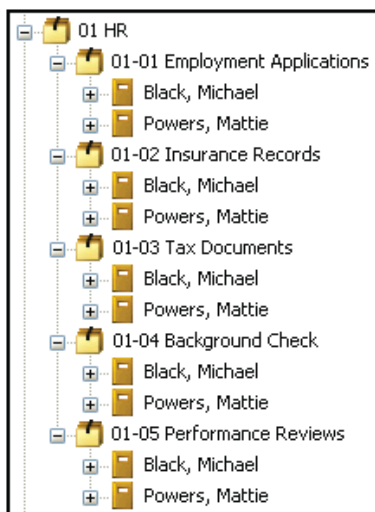 01 HR
01-01 Employment Applications
Black, Michael
Powers, Mattie
01-02 Insurance Records
Black, Michael
Powers, Mattie
01-03 Tax Documents
Black, Michael
Powers, Mattie
01-04 Background Check
Black, Michael
Powers, Mattie
01-05 Performance Reviews
Black, Michael
Powers, Mattie